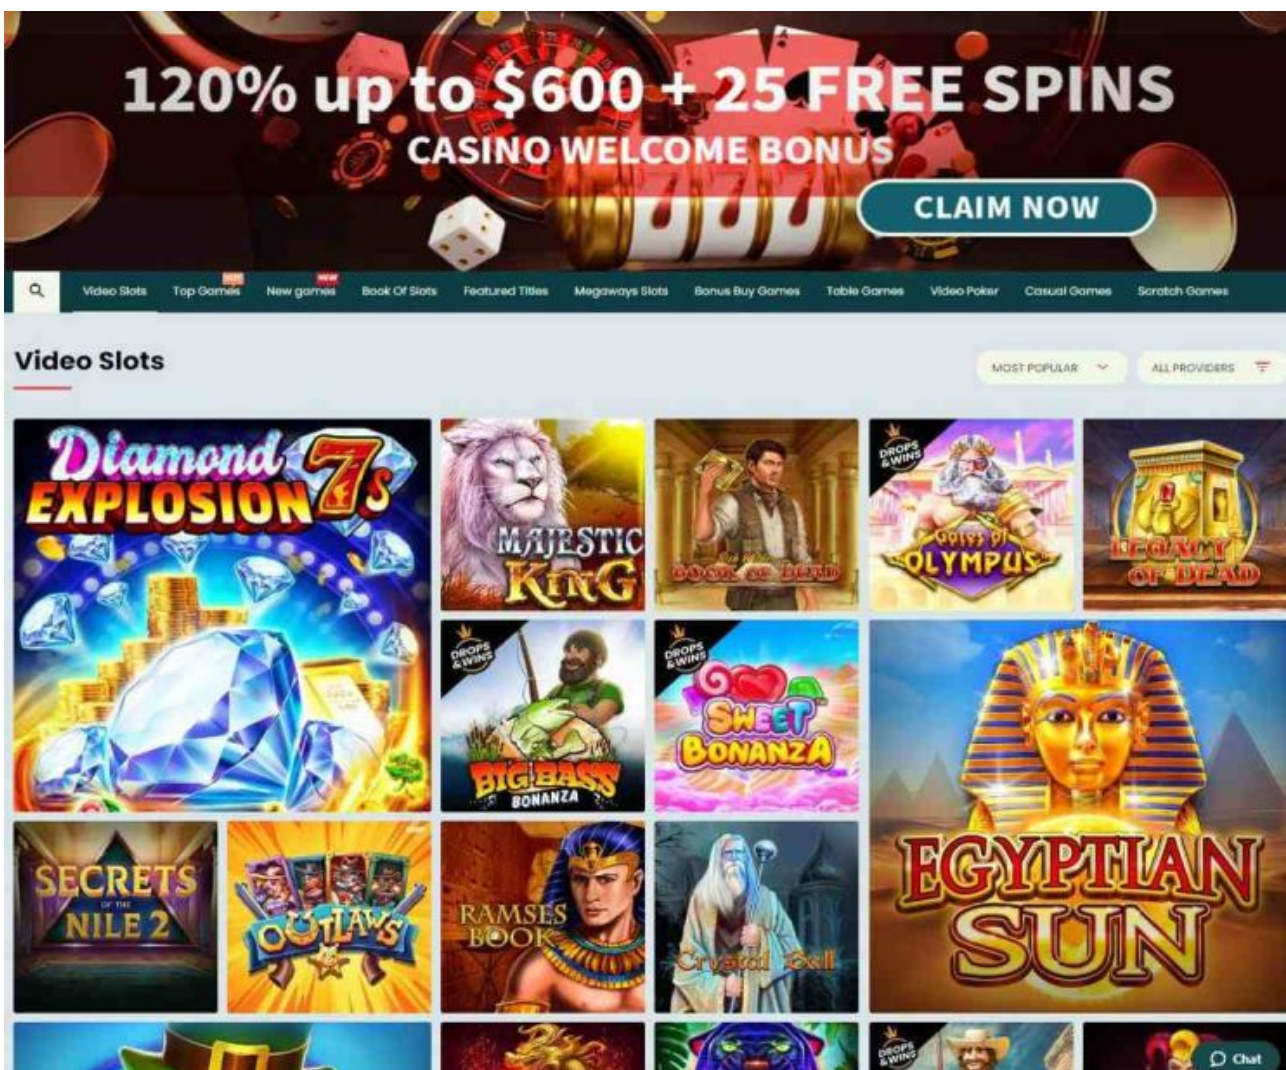 120% up to $600 + 25 FREE SPINS
CASINO WELCOME BONUS
CLAIM NOW
Video Slots
Top Games
HOT
New games
NEW
Book Of Slots
Featured Titles
Megaways Slots
Bonus Buy Games
Table Games
Video Poker
Casual Games
Scratch Games
Video Slots
MOST POPULAR
ALL PROVIDERS
Diamond
EXPLOSION 7s
MAJESTIC
KING
BOOK OF DEAD
DROPS
& WINS
GATES OF
OLYMPUS
LEGACY
OF DEAD
DROPS
& WINS
BIG BASS
BONANZA
DROPS
& WINS
SWEET
BONANZA
EGYPTIAN
SUN
SECRETS
OF THE
NILE 2
OUTLAWS
RAMSES
BOOK
Crystal Ball
DROPS
& WINS
Chat